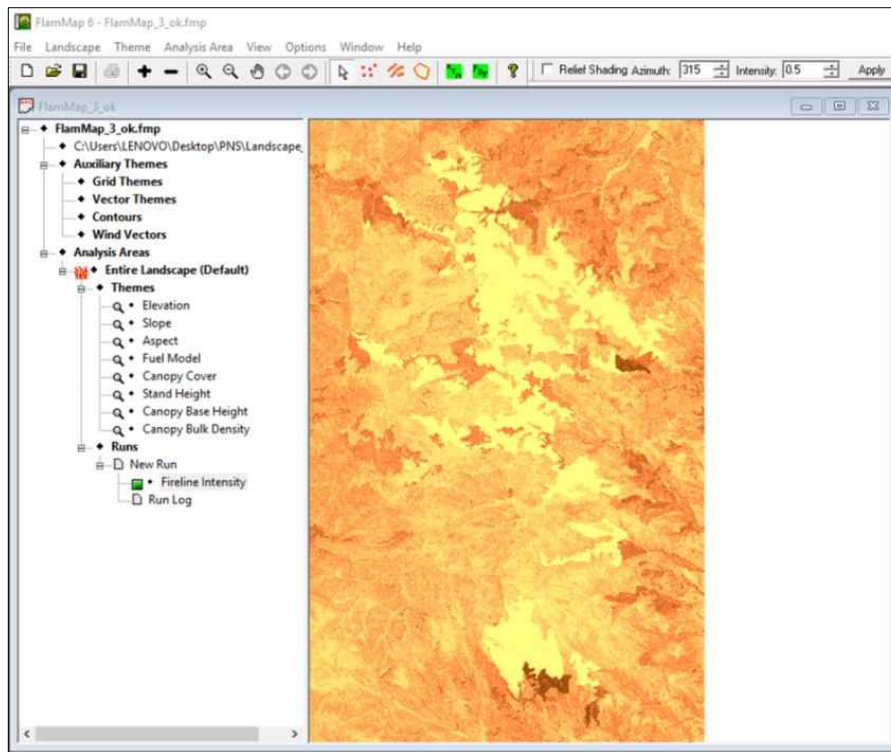 FlamMap 6 - FlamMap_3_ok.fmp
File Landscape Theme Analysis Area View Options Window Help
Relief Shading Azimuth: 315 Intensity: 0.5 Apply
FlamMap_3_ok
FlamMap_3_ok.fmp
C:\Users\LENOVO\Desktop\PNS\Landscape_
Auxiliary Themes
Grid Themes
Vector Themes
Contours
Wind Vectors
Analysis Areas
Entire Landscape (Default)
Themes
Elevation
Slope
Aspect
Fuel Model
Canopy Cover
Stand Height
Canopy Base Height
Canopy Bulk Density
Runs
New Run
Fireline Intensity
Run Log